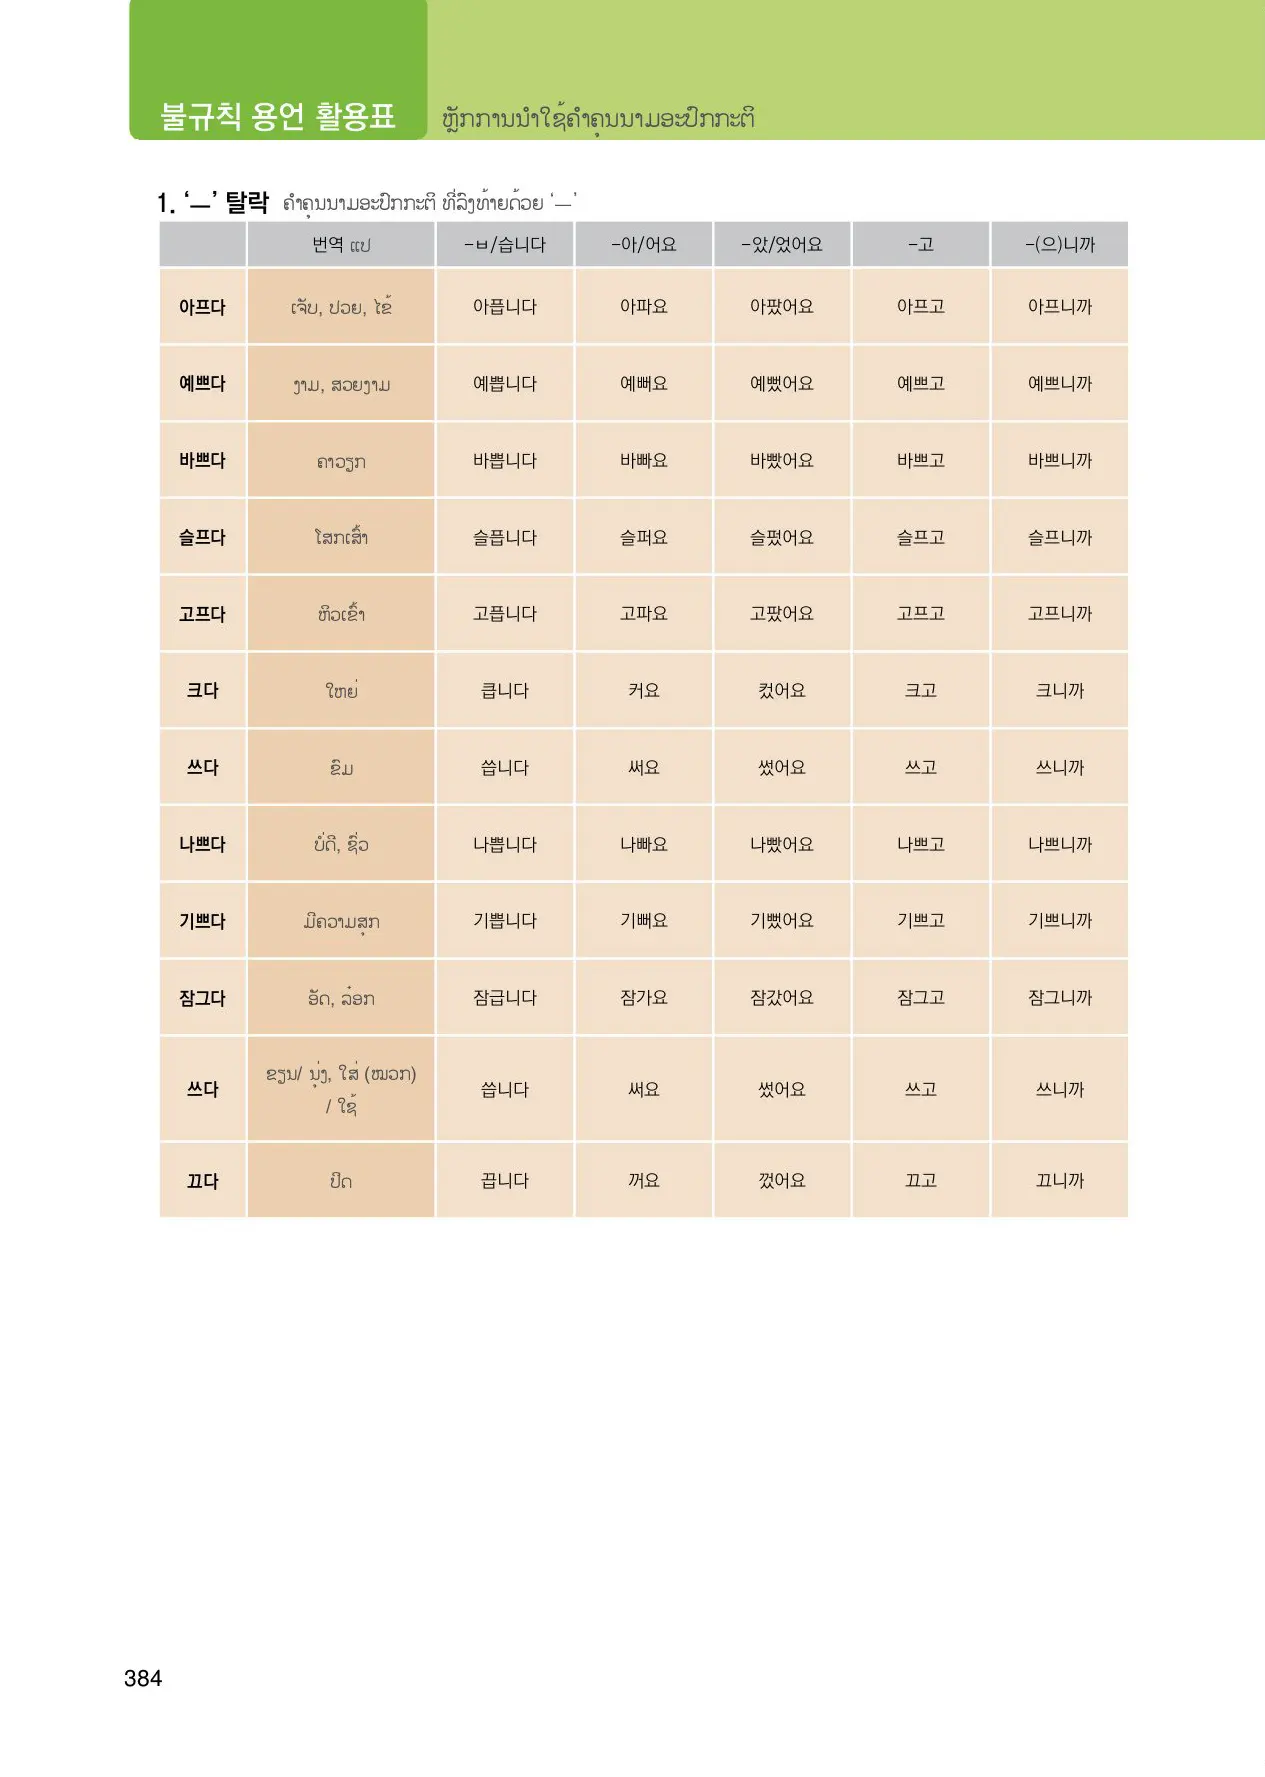 불규칙 용언 활용표 ຫຼັກການນຳໃຊ້ຄຳຄຸນນາມອະປົກກະຕິ
1. ‘ㅡ’ 탈락 ຄຳຄຸນນາມອະປົກກະຕິ ທີ່ລົງທ້າຍດ້ວຍ ‘ㅡ’
번역 ແປ -ㅂ/습니다 -아/어요 -았/었어요 -고 -(으)니까
아프다 ເຈັບ, ປວຍ, ໄຂ້ 아픕니다 아파요 아팠어요 아프고 아프니까
예쁘다 ງາມ, ສວຍງາມ 예쁩니다 예뻐요 예뻤어요 예쁘고 예쁘니까
바쁘다 ຄາວຽກ 바쁩니다 바빠요 바빴어요 바쁘고 바쁘니까
슬프다 ໂສກເສົ້າ 슬픕니다 슬퍼요 슬펐어요 슬프고 슬프니까
고프다 ຫິວເຂົ້າ 고픕니다 고파요 고팠어요 고프고 고프니까
크다 ໃຫຍ່ 큽니다 커요 컸어요 크고 크니까
쓰다 ຂົມ 씁니다 써요 썼어요 쓰고 쓰니까
나쁘다 ບໍ່ດີ, ຊົ່ວ 나쁩니다 나빠요 나빴어요 나쁘고 나쁘니까
기쁘다 ມີຄວາມສຸກ 기쁩니다 기뻐요 기뻤어요 기쁘고 기쁘니까
잠그다 ອັດ, ລ໋ອກ 잠급니다 잠가요 잠갔어요 잠그고 잠그니까
쓰다 ຂຽນ/ ນຸ່ງ, ໃສ່ (ໝວກ)
/ ໃຊ້ 씁니다 써요 썼어요 쓰고 쓰니까
끄다 ປິດ 끕니다 꺼요 껐어요 끄고 끄니까
384